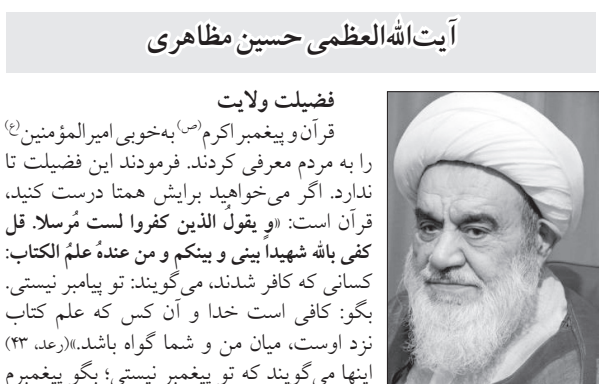 آیت‌الله‌العظمی حسین مظاهری
فضیلت ولایت
قرآن و پیغمبر اکرم(ص) به‌خوبی امیرالمؤمنین(ع)
را به مردم معرفی کردند. فرمودند این فضیلت تا
ندارد. اگر می‌خواهید برایش همتا درست کنید،
قرآن است: «و یقولُ الذین کفروا لست مُرسلا. قل
کفی بالله شهیداً بینی و بینکم و من عندهُ علمُ الکتاب:
کسانی که کافر شدند، می‌گویند: تو پیامبر نیستی.
بگو: کافی است خدا و آن کس که علم کتاب
نزد اوست، میان من و شما گواه باشد.»(رعد، ۴۳)
اینها می‌گویند که تو پیغمبر نیستی؛ بگو پیغمبرم